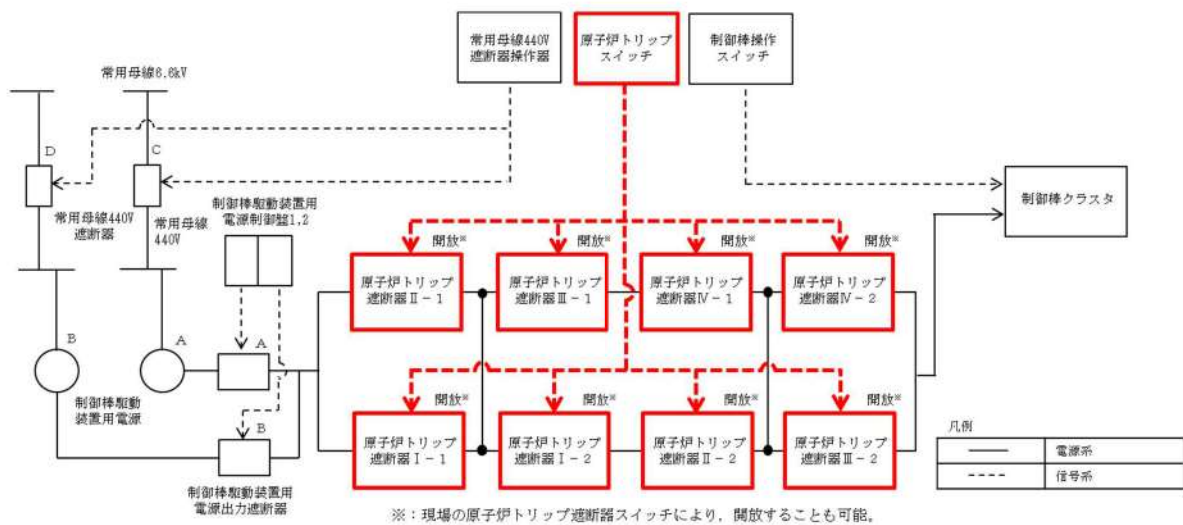 常用母線440V
遮断器操作器
原子炉トリップ
スイッチ
制御棒操作
スイッチ
常用母線6.6kV
D
C
常用母線440V
遮断器
常用母線
440V
制御棒駆動装置用
電源制御盤1,2
制御棒クラスタ
開放※
開放※
開放※
開放※
原子炉トリップ
遮断器Ⅱ-1
原子炉トリップ
遮断器Ⅲ-1
原子炉トリップ
遮断器Ⅳ-1
原子炉トリップ
遮断器Ⅳ-2
B
A
A
制御棒駆動
装置用電源
B
制御棒駆動装置用
電源出力遮断器
開放※
開放※
開放※
開放※
原子炉トリップ
遮断器Ⅰ-1
原子炉トリップ
遮断器Ⅰ-2
原子炉トリップ
遮断器Ⅱ-2
原子炉トリップ
遮断器Ⅲ-2
凡例
電源系
信号系
※：現場の原子炉トリップ遮断器スイッチにより，開放することも可能。